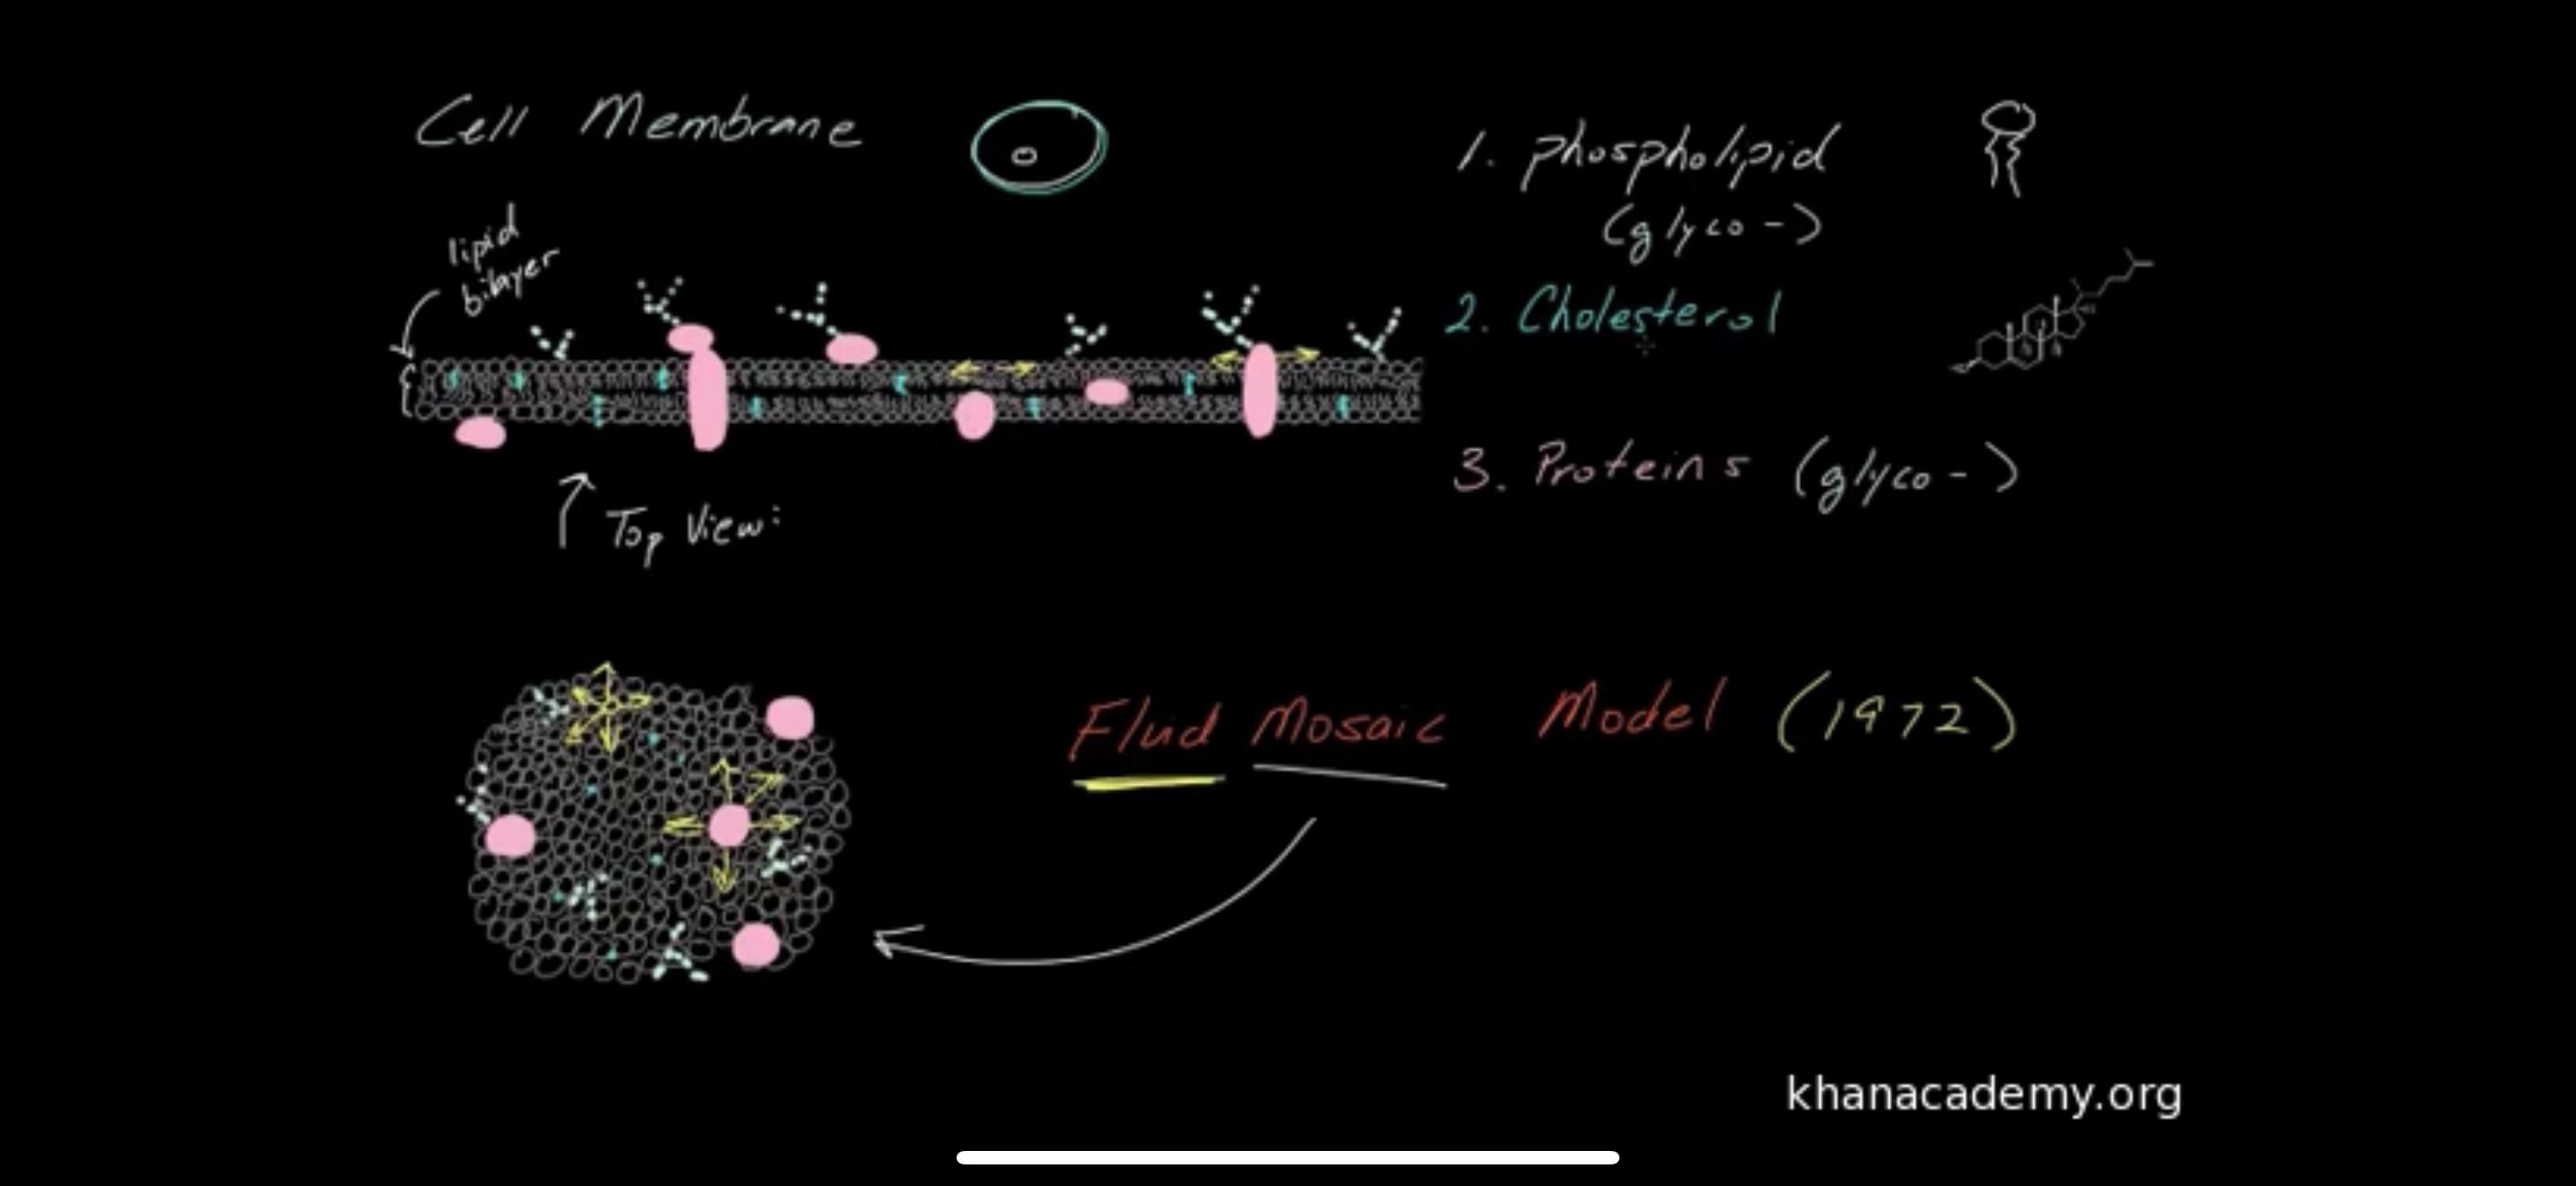 Cell Membrane
lipid
bilayer
Top View:
1. phospholipid
(glyco-)
2. Cholesterol
3. Proteins (glyco-)
Fluid Mosaic Model (1972)
khanacademy.org